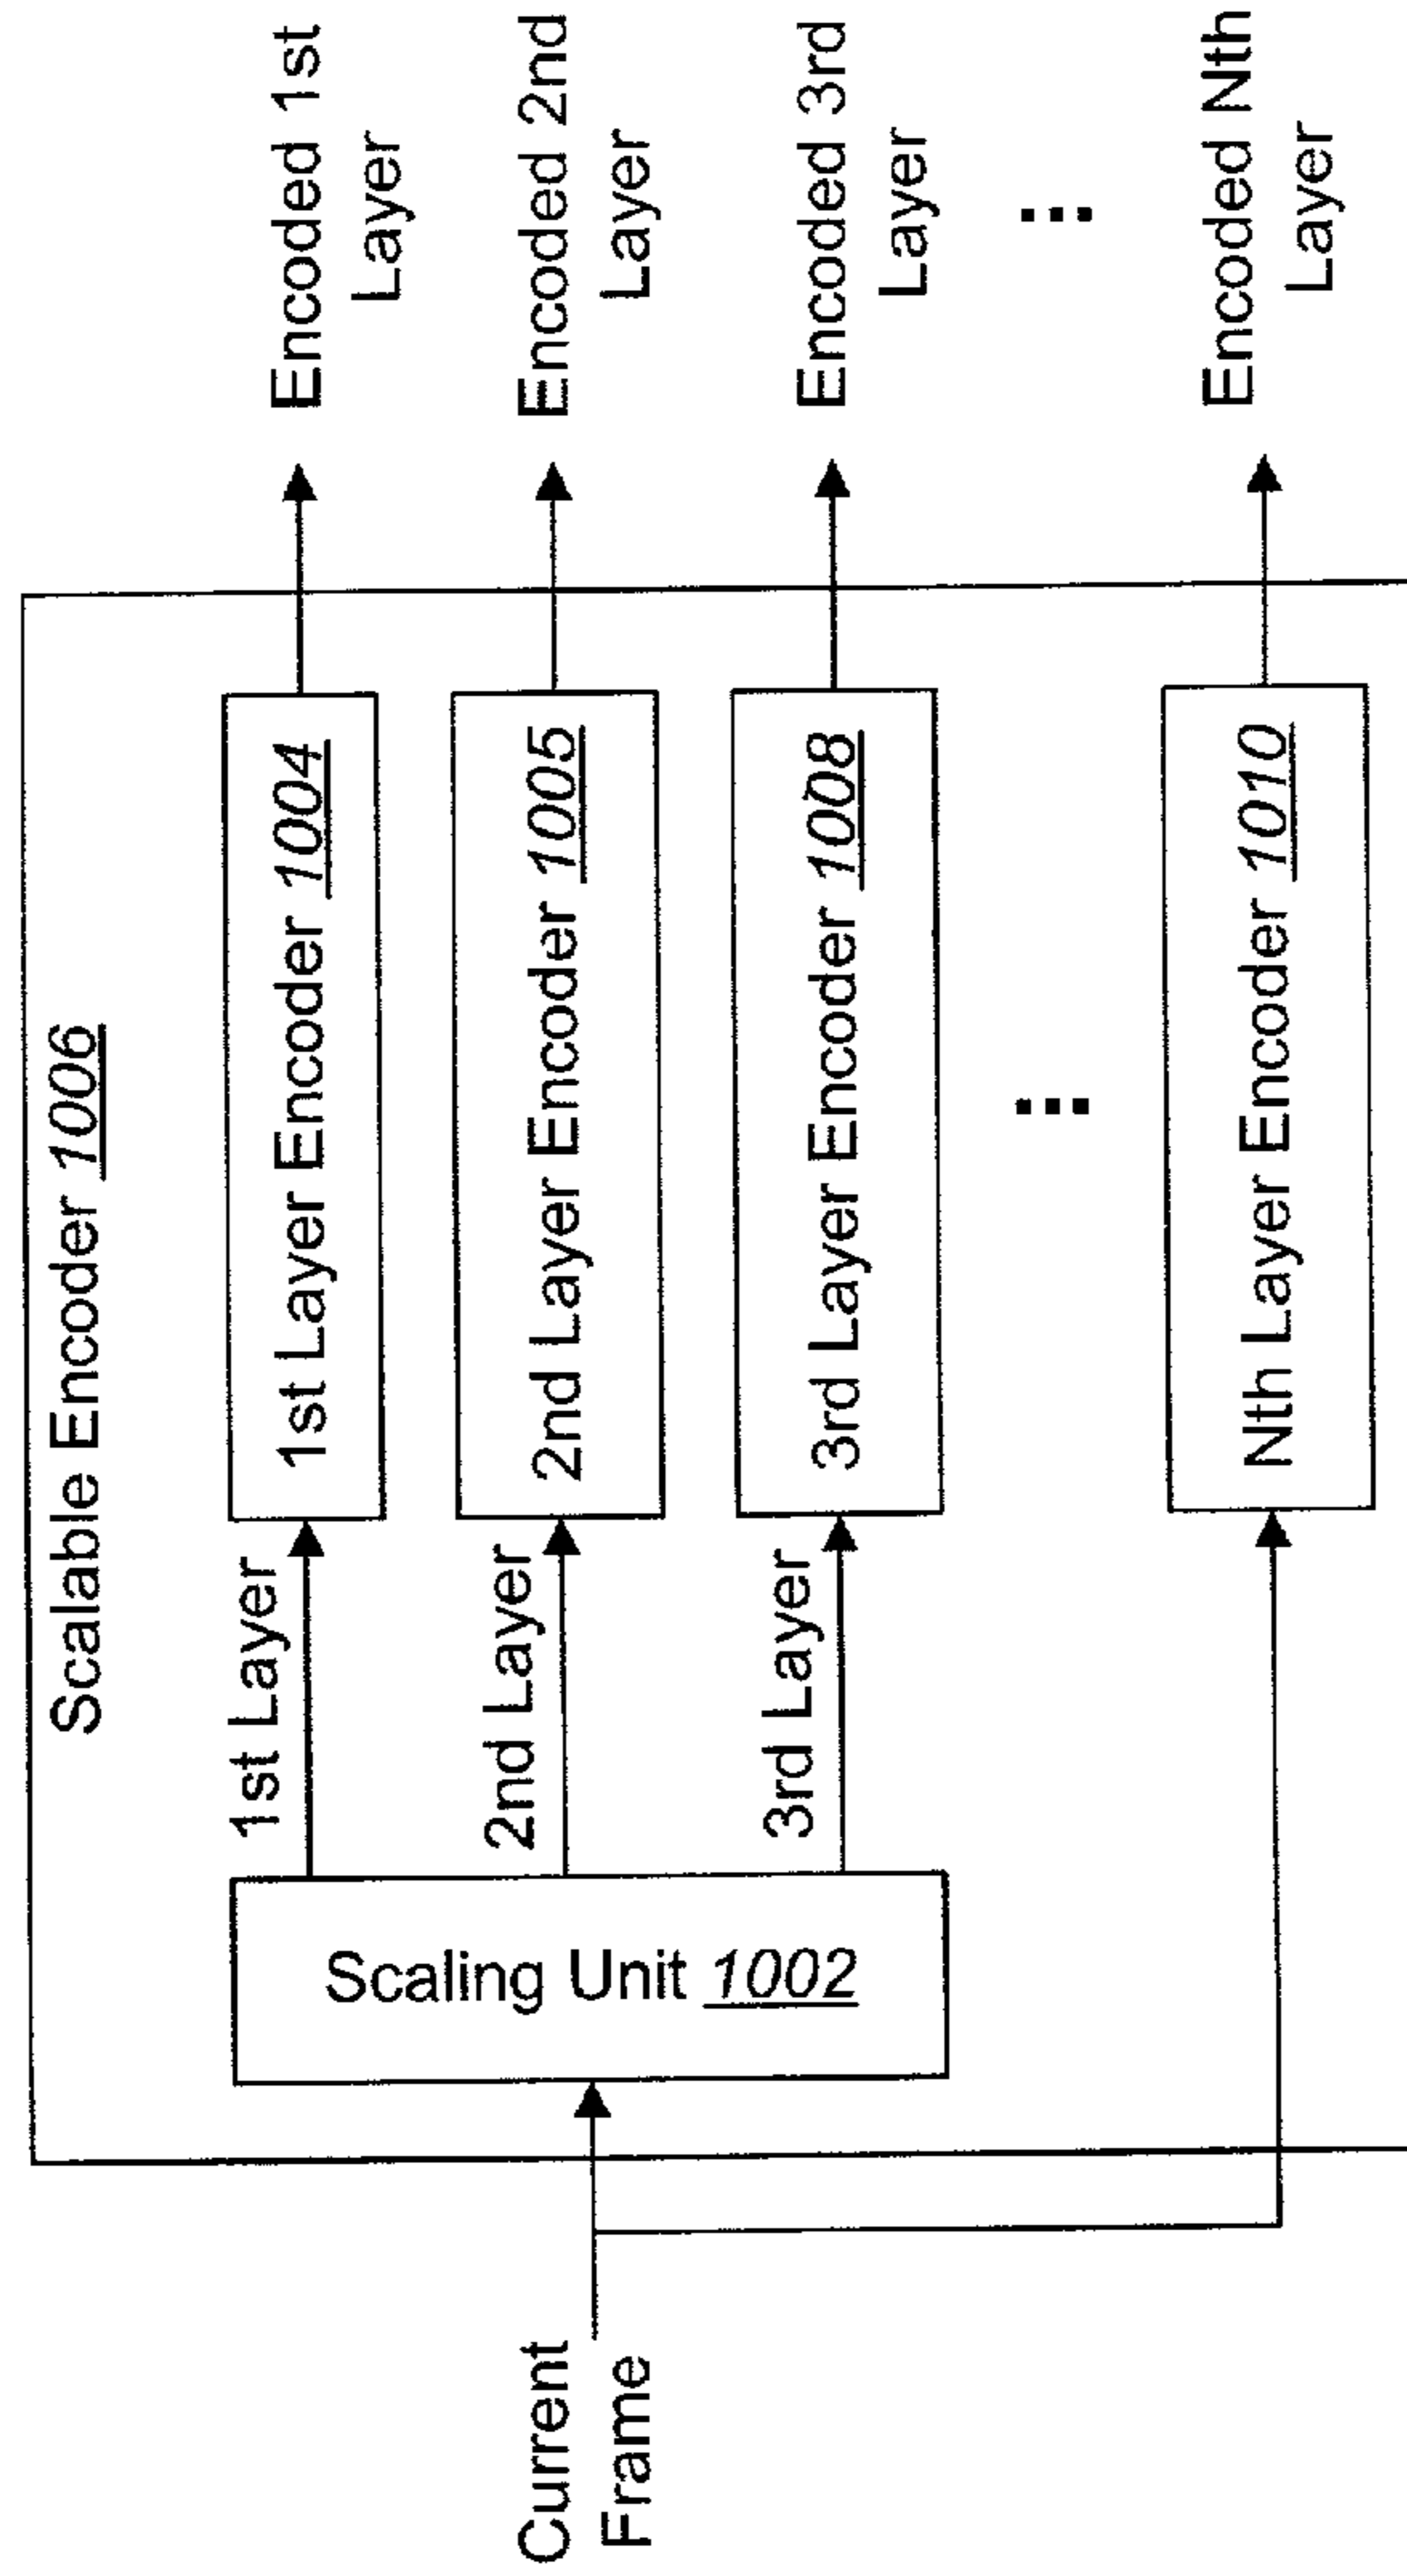 Scalable Encoder 1006
Current
Frame
Scaling Unit 1002
1st Layer
1st Layer Encoder 1004
Encoded 1st
Layer
2nd Layer
2nd Layer Encoder 1005
Encoded 2nd
Layer
3rd Layer
3rd Layer Encoder 1008
Encoded 3rd
Layer
Nth Layer Encoder 1010
Encoded Nth
Layer